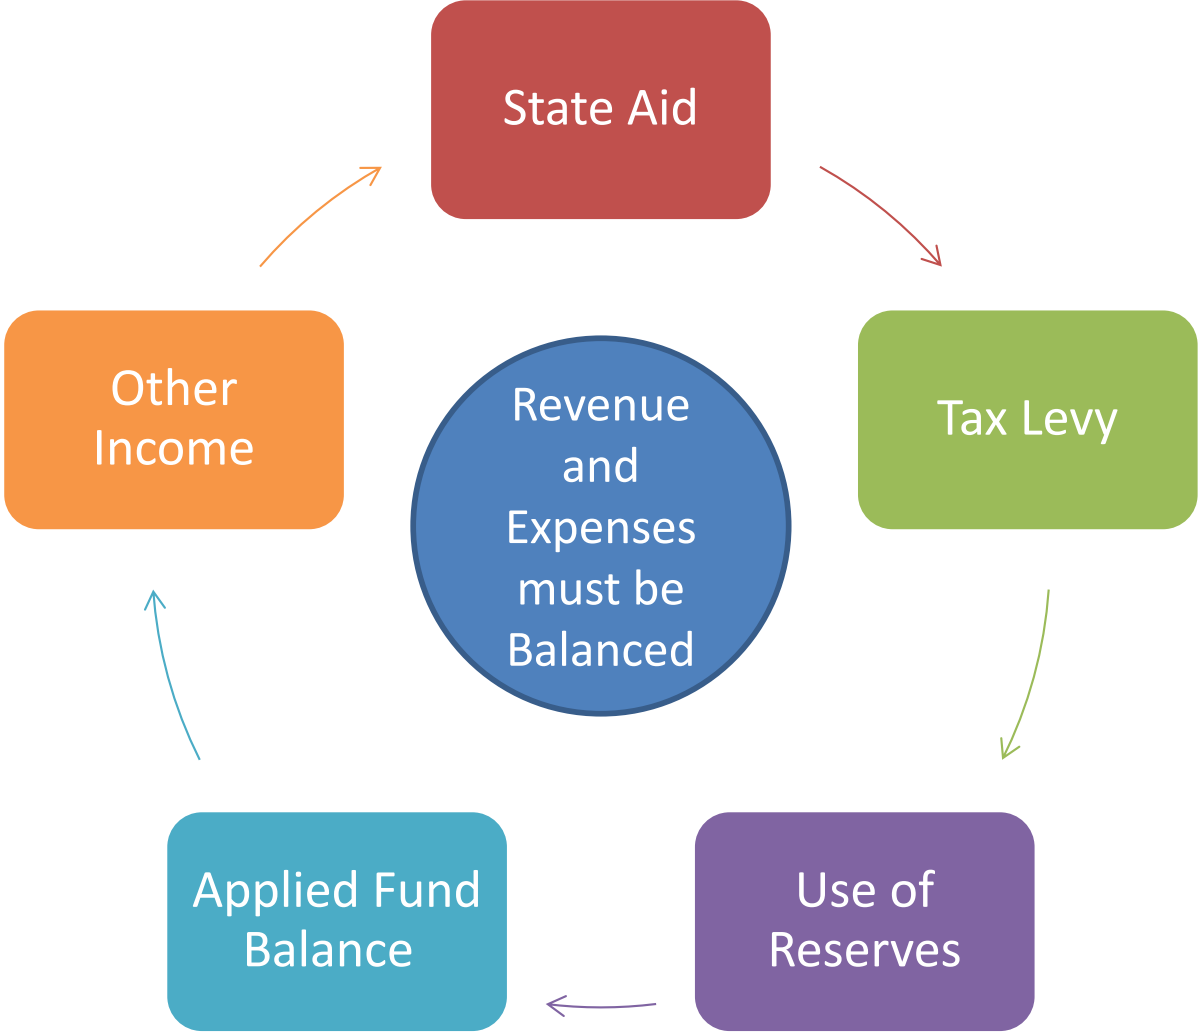 State Aid
Tax Levy
Use of
Reserves
Applied Fund
Balance
Other
Income
Revenue
and
Expenses
must be
Balanced